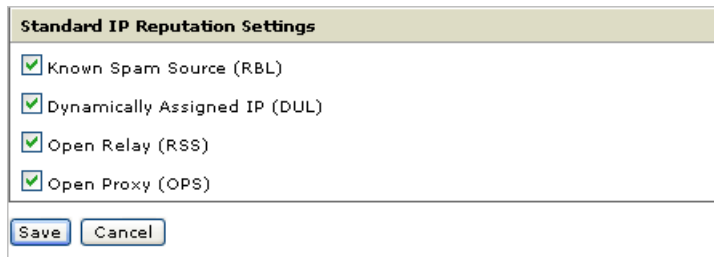 Standard IP Reputation Settings
Known Spam Source (RBL)
Dynamically Assigned IP (DUL)
Open Relay (RSS)
Open Proxy (OPS)
Save Cancel